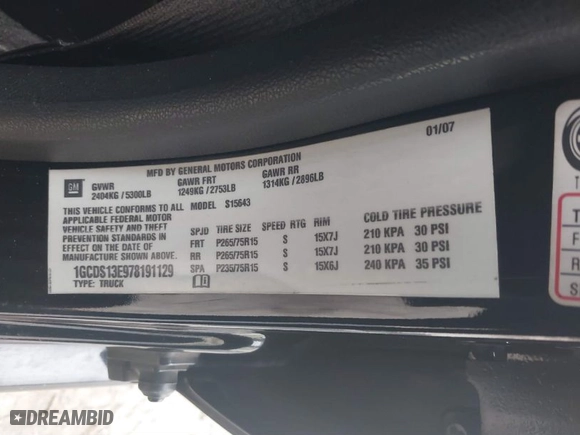 01/07
MFD BY GENERAL MOTORS CORPORATION
GM
GVWR GAWR FRT GAWR RR
2404KG / 5300LB 1249KG / 2753LB 1314KG / 2896LB
THIS VEHICLE CONFORMS TO ALL
APPLICABLE FEDERAL MOTOR
VEHICLE SAFETY AND THEFT
PREVENTION STANDARDS IN
EFFECT ON THE DATE OF
MANUFACTURE SHOWN ABOVE.
1GCDS13E978191129
TYPE: TRUCK
MODEL S15643
SPJD TIRE SIZE SPEED RTG RIM COLD TIRE PRESSURE
FRT P265/75R15 S 15X7J 210 KPA 30 PSI
RR P265/75R15 S 15X7J 210 KPA 30 PSI
SPA P235/75R15 S 15X6J 240 KPA 35 PSI
T
F
R
S
DREAMBID